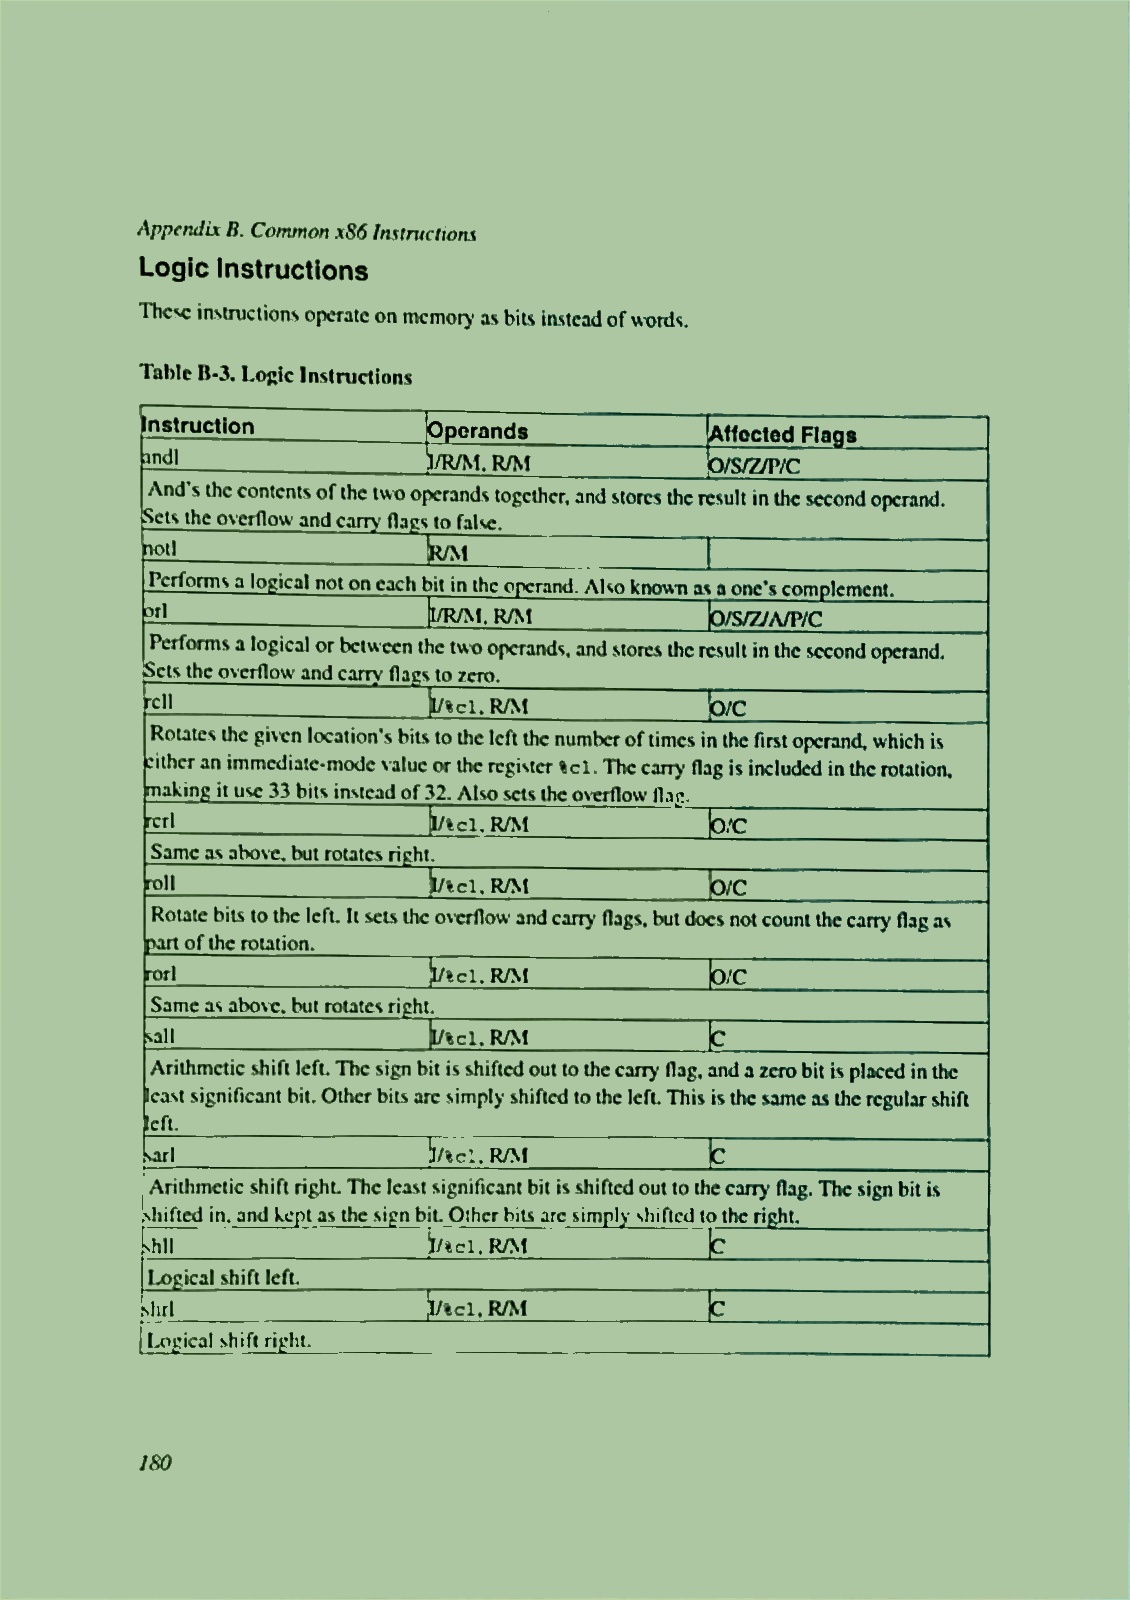 Appendix B. Common x86 Instructions
Logic Instructions
These instructions operate on memory as bits instead of words.
Table B-3. Logic Instructions
Instruction Operands Affected Flags
andl I/R/M, R/M O/S/Z/P/C
And's the contents of the two operands together, and stores the result in the second operand.
Sets the overflow and carry flags to false.
notl R/M
Performs a logical not on each bit in the operand. Also known as a one's complement.
orl I/R/M, R/M O/S/Z/A/P/C
Performs a logical or between the two operands, and stores the result in the second operand.
Sets the overflow and carry flags to zero.
rcll I/%cl, R/M O/C
Rotates the given location's bits to the left the number of times in the first operand, which is
either an immediate-mode value or the register %cl. The carry flag is included in the rotation,
making it use 33 bits instead of 32. Also sets the overflow flag.
rcrl I/%cl, R/M O/C
Same as above, but rotates right.
roll I/%cl, R/M O/C
Rotate bits to the left. It sets the overflow and carry flags, but does not count the carry flag as
part of the rotation.
rorl I/%cl, R/M O/C
Same as above, but rotates right.
sall I/%cl, R/M C
Arithmetic shift left. The sign bit is shifted out to the carry flag, and a zero bit is placed in the
least significant bit. Other bits are simply shifted to the left. This is the same as the regular shift
left.
sarl I/%cl, R/M C
Arithmetic shift right. The least significant bit is shifted out to the carry flag. The sign bit is
shifted in, and kept as the sign bit. Other bits are simply shifted to the right.
shll I/%cl, R/M C
Logical shift left.
shrl I/%cl, R/M C
Logical shift right.
180